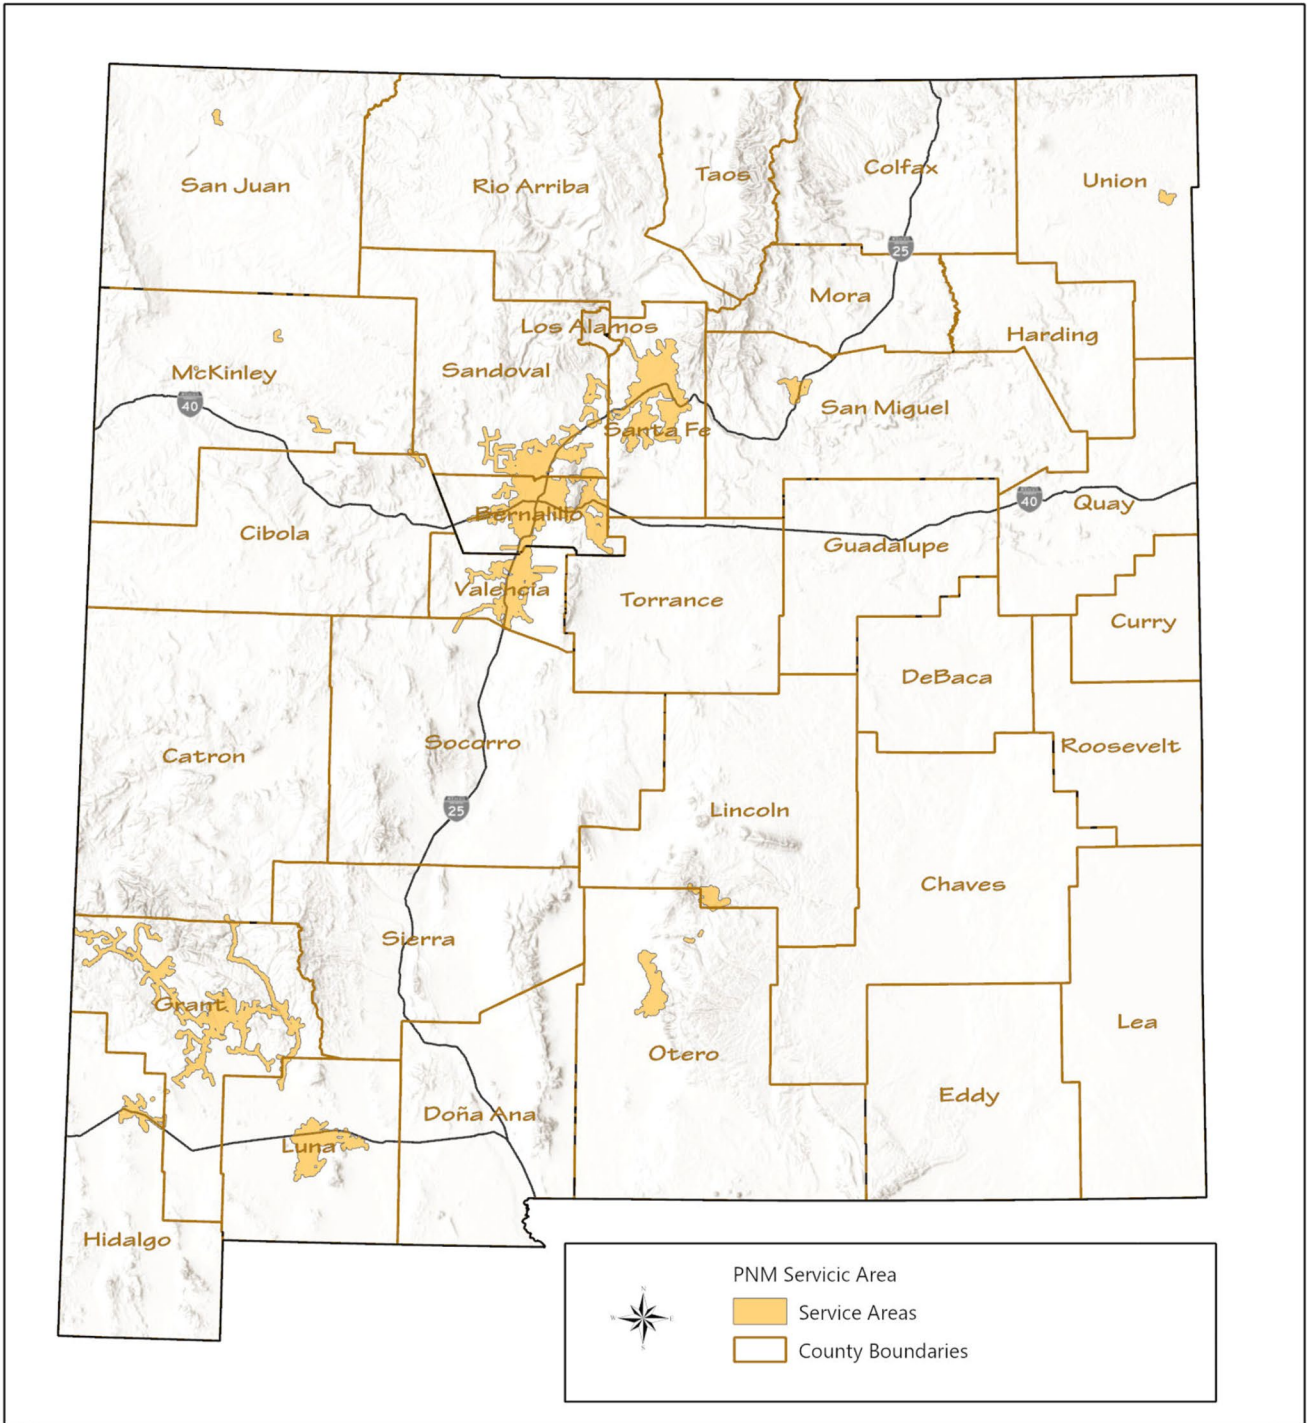 Taos
Colfax
San Juan
Rio Arriba
Union
25
Mora
Los Alamos
Harding
McKinley
Sandoval
40
San Miguel
Santa Fe
40
Quay
Bernalillo
Cibola
Guadalupe
Valencia
Torrance
Curry
DeBaca
Socorro
Roosevelt
Catron
25
Lincoln
Chaves
Sierra
Grant
Lea
Otero
Eddy
Doña Ana
Luna
Hidalgo
PNM Servicic Area
N
W E
S
Service Areas
County Boundaries